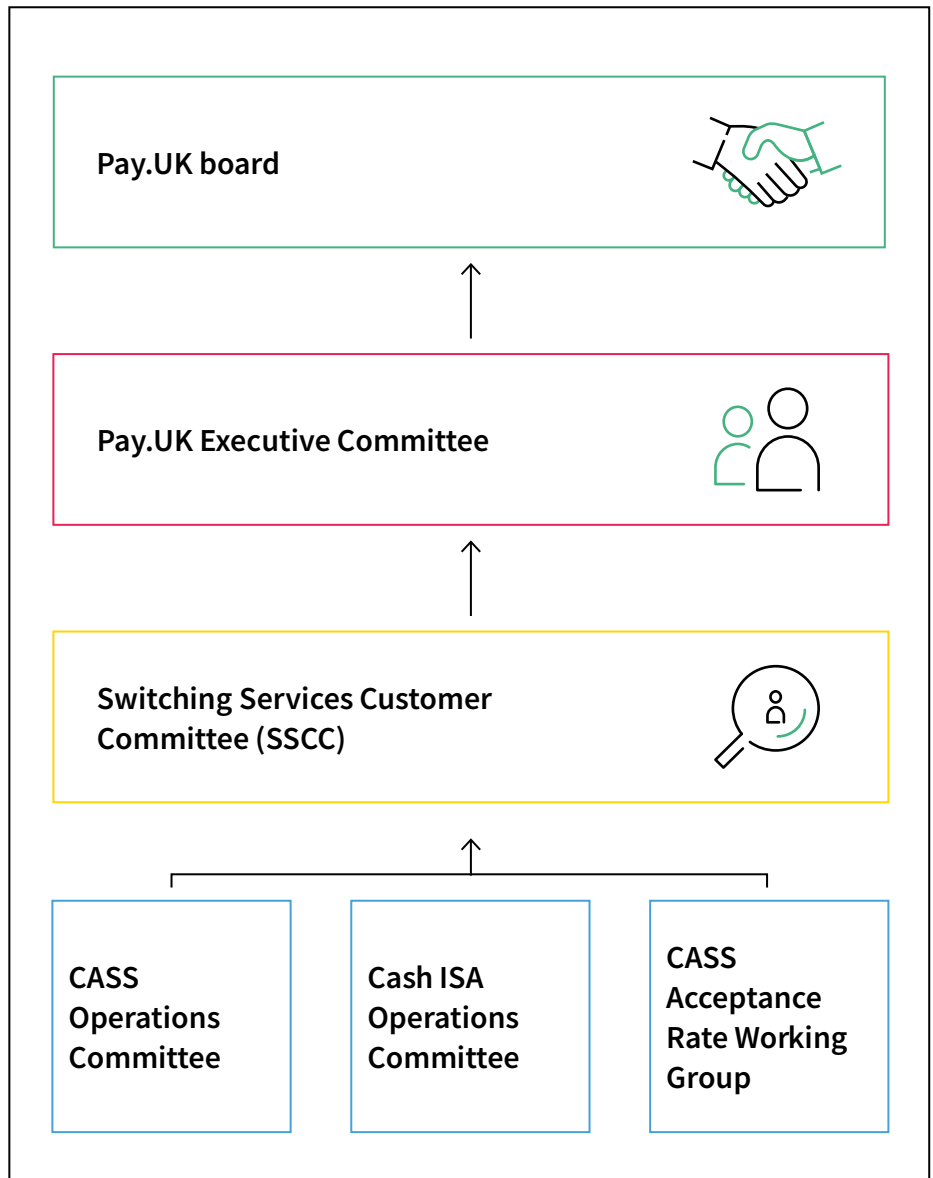 Pay.UK board
Pay.UK Executive Committee
Switching Services Customer
Committee (SSCC)
CASS
Operations
Committee
Cash ISA
Operations
Committee
CASS
Acceptance
Rate Working
Group